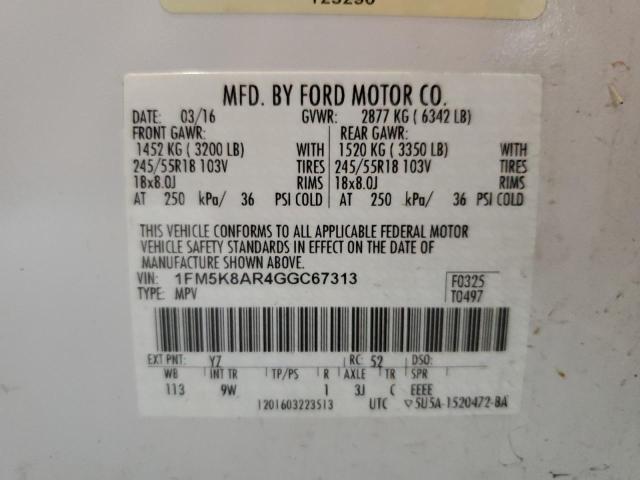 MFD. BY FORD MOTOR CO.
DATE: 03/16 GVWR: 2877 KG ( 6342 LB)
FRONT GAWR: REAR GAWR:
1452 KG ( 3200 LB) WITH 1520 KG ( 3350 LB) WITH
245/55R18 103V TIRES 245/55R18 103V TIRES
18x8.0J RIMS 18x8.0J RIMS
AT 250 kPa/ 36 PSI COLD AT 250 kPa/ 36 PSI COLD
THIS VEHICLE CONFORMS TO ALL APPLICABLE FEDERAL MOTOR
VEHICLE SAFETY STANDARDS IN EFFECT ON THE DATE OF
MANUFACTURE SHOWN ABOVE.
VIN: 1FM5K8AR4GGC67313 F0325
TYPE: MPV T0497
EXT PNT: YZ RC: 52 DSO:
WB INT TR TP/PS R AXLE TR SPR
113 9W 1 3J C EEEE
1201603223513 UTC ▽5U5A-1520472-BA